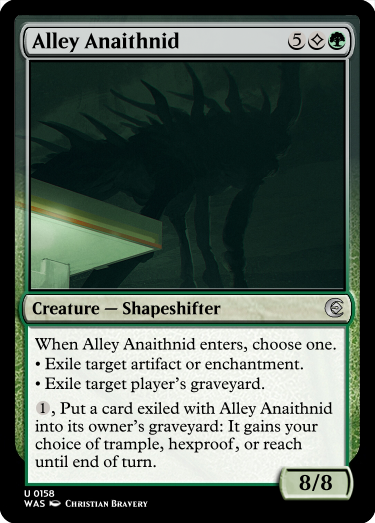 Alley Anaithnid 5
Creature — Shapeshifter
When Alley Anaithnid enters, choose one.
• Exile target artifact or enchantment.
• Exile target player's graveyard.
1, Put a card exiled with Alley Anaithnid
into its owner's graveyard: It gains your
choice of trample, hexproof, or reach
until end of turn.
8/8
U 0158
WAS Christian Bravery